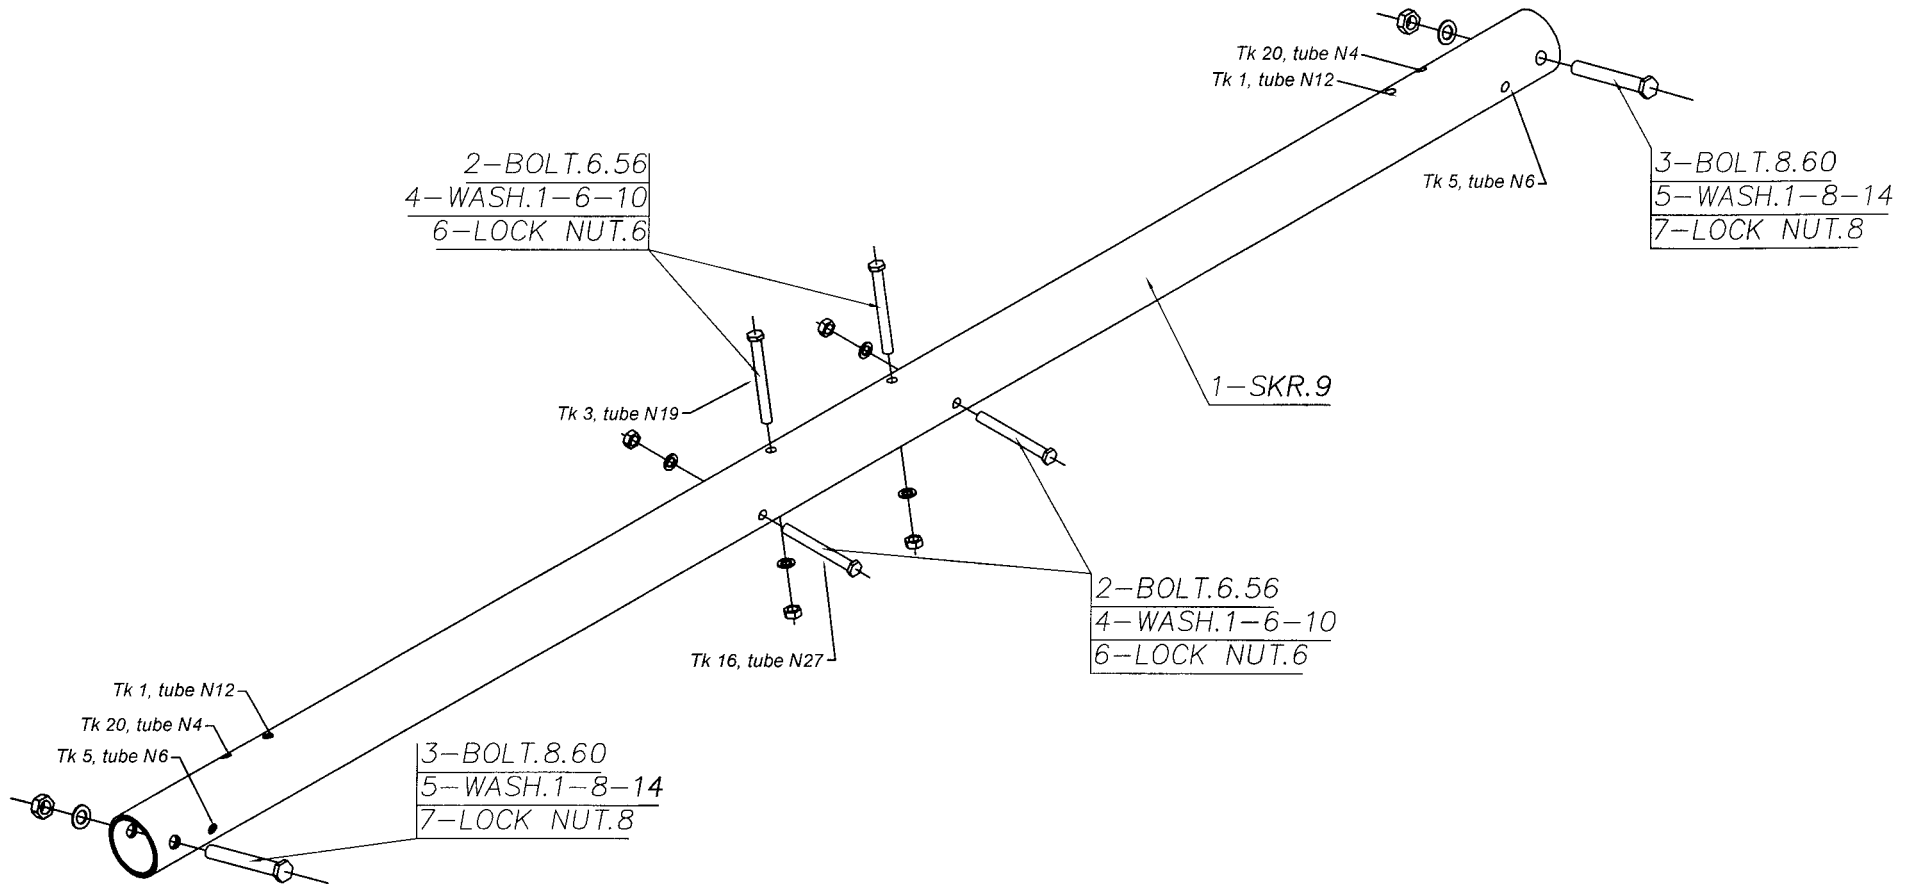 Tk 20, tube N4
Tk 1, tube N12
2-BOLT.6.56
4-WASH.1-6-10
6-LOCK NUT.6
3-BOLT.8.60
5-WASH.1-8-14
7-LOCK NUT.8
Tk 5, tube N6
1-SKR.9
Tk 3, tube N19
2-BOLT.6.56
4-WASH.1-6-10
6-LOCK NUT.6
Tk 16, tube N27
Tk 1, tube N12
Tk 20, tube N4
Tk 5, tube N6
3-BOLT.8.60
5-WASH.1-8-14
7-LOCK NUT.8